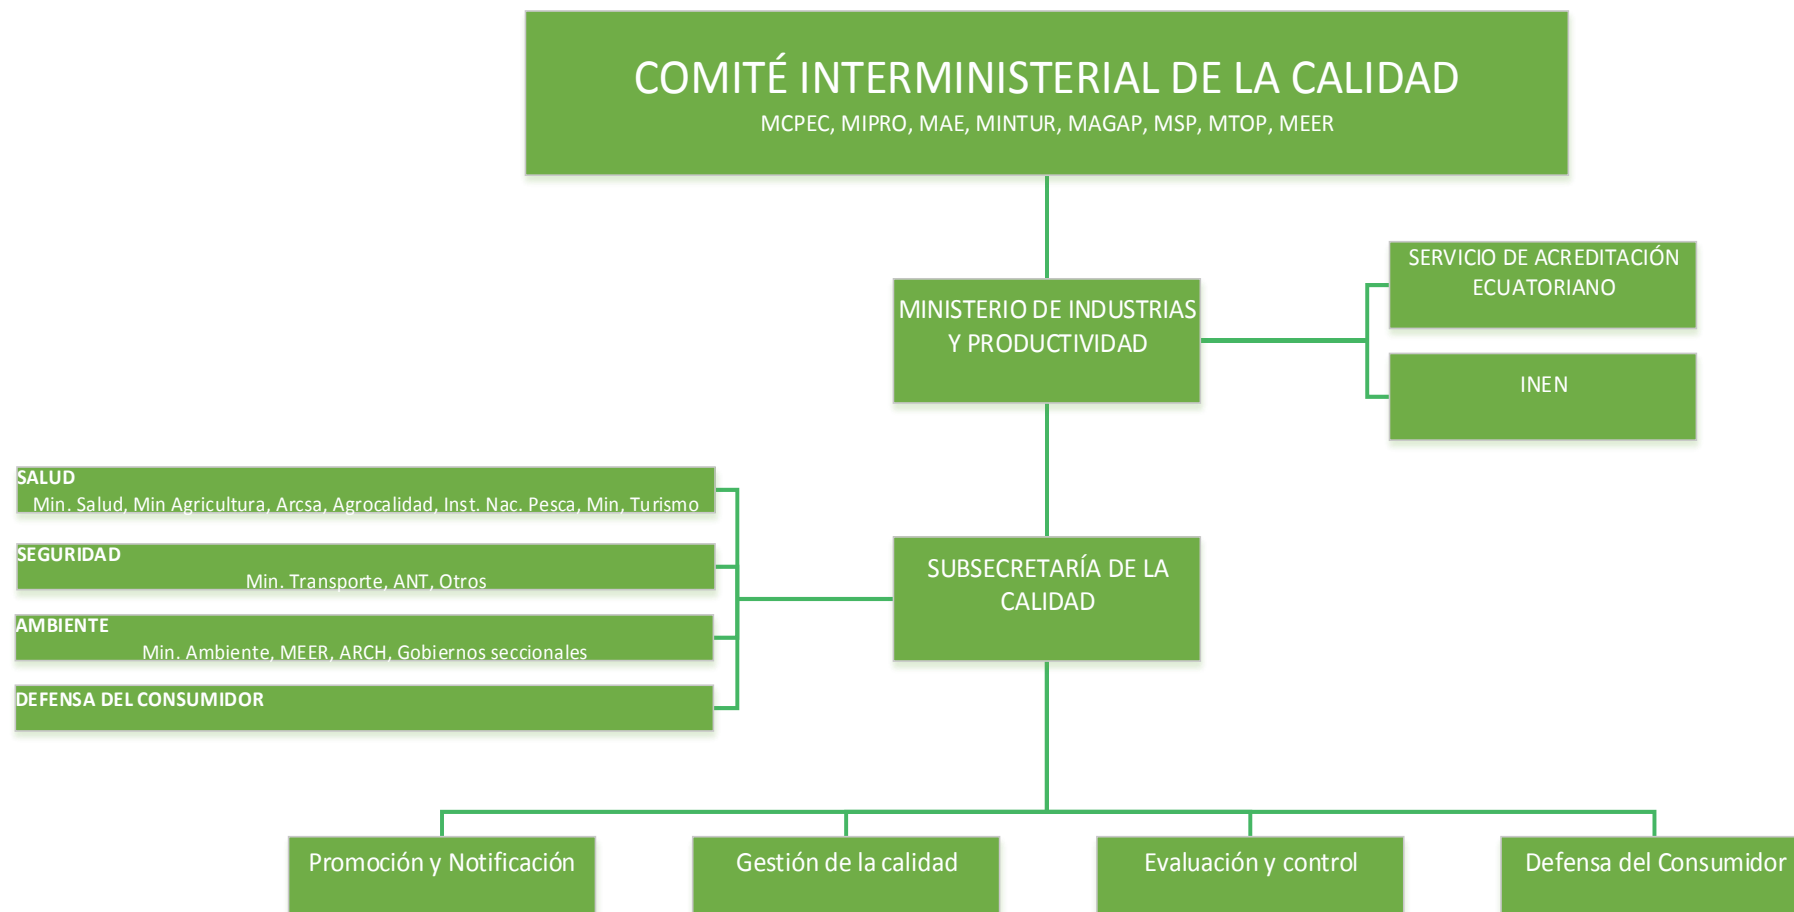 COMITÉ INTERMINISTERIAL DE LA CALIDAD
MCPEC, MIPRO, MAE, MINTUR, MAGAP, MSP, MTOP, MEER
SERVICIO DE ACREDITACIÓN
ECUATORIANO
MINISTERIO DE INDUSTRIAS
Y PRODUCTIVIDAD
INEN
SALUD
Min. Salud, Min Agricultura, Arcsa, Agrocalidad, Inst. Nac. Pesca, Min, Turismo
SEGURIDAD
Min. Transporte, ANT, Otros
SUBSECRETARÍA DE LA
CALIDAD
AMBIENTE
Min. Ambiente, MEER, ARCH, Gobiernos seccionales
DEFENSA DEL CONSUMIDOR
Promoción y Notificación
Gestión de la calidad
Evaluación y control
Defensa del Consumidor